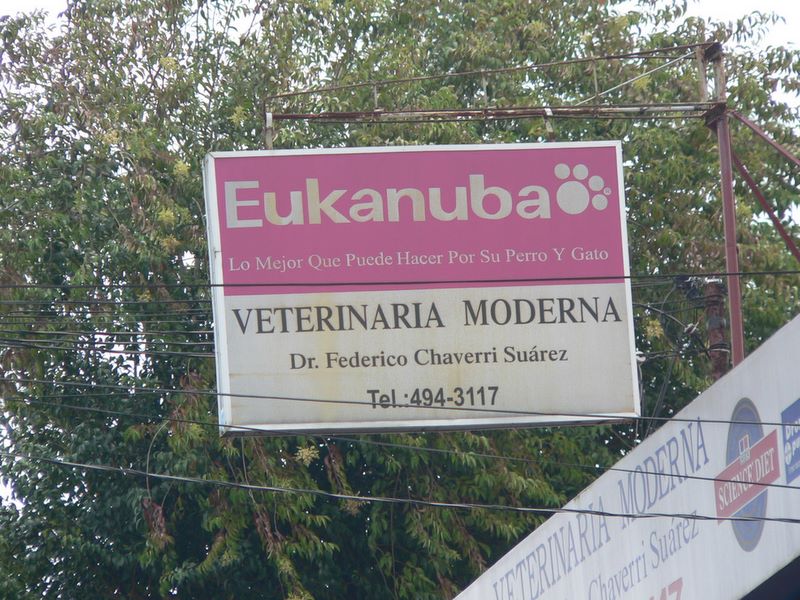 Eukanuba
Lo Mejor Que Puede Hacer Por Su Perro Y Gato
VETERINARIA MODERNA
Dr. Federico Chaverri Suárez
Tel.:494-3117
VETERINARIA MODERNA
Chaverri Suárez
SCIENCE DIET